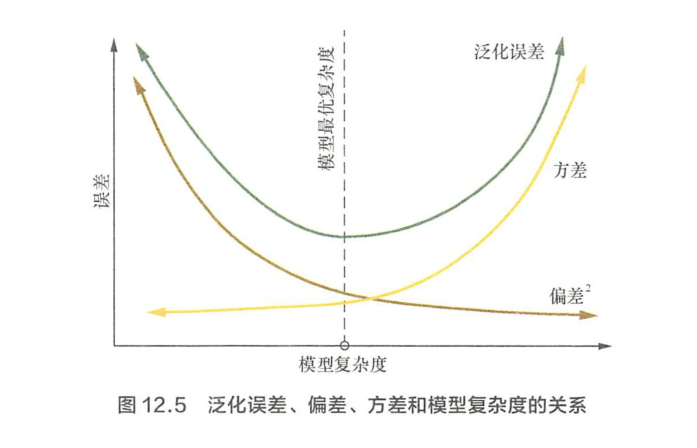 泛化误差
模型最优复杂度
方差
误差
偏差²
模型复杂度
图 12.5 泛化误差、偏差、方差和模型复杂度的关系